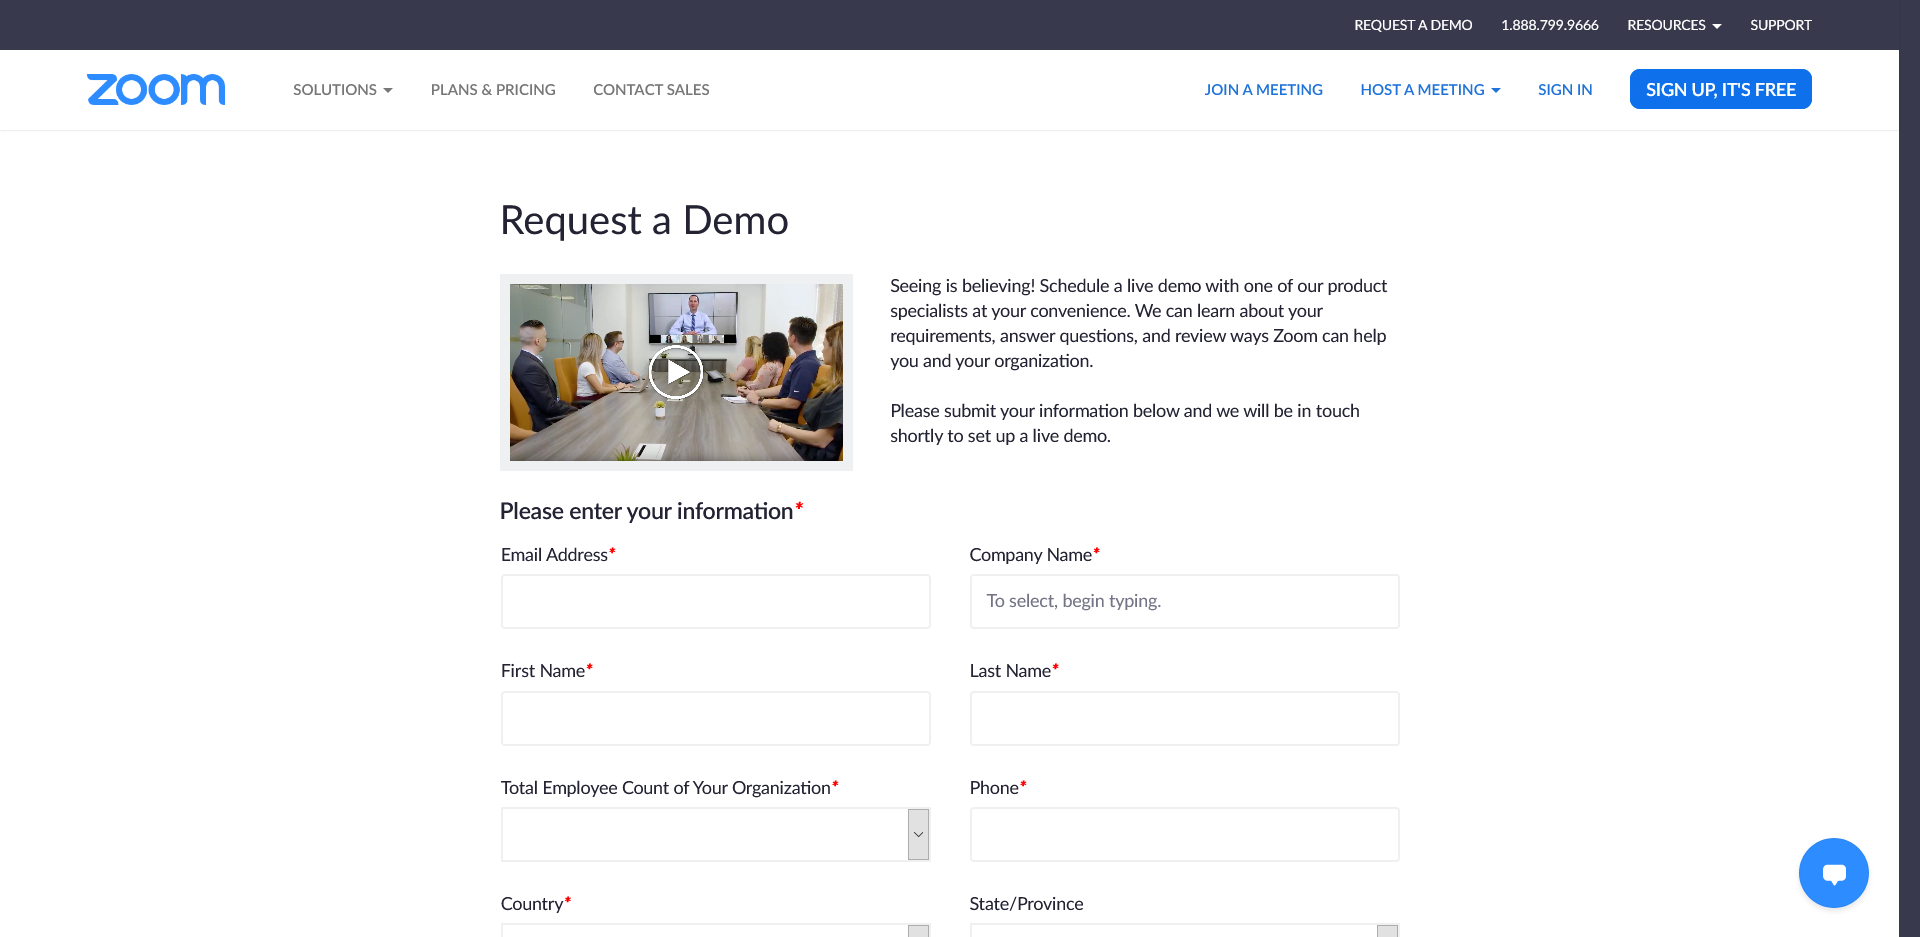 REQUEST A DEMO 1.888.799.9666 RESOURCES SUPPORT
zoom SOLUTIONS PLANS & PRICING CONTACT SALES JOIN A MEETING HOST A MEETING SIGN IN SIGN UP, IT'S FREE
Request a Demo
Seeing is believing! Schedule a live demo with one of our product
specialists at your convenience. We can learn about your
requirements, answer questions, and review ways Zoom can help
you and your organization.
Please submit your information below and we will be in touch
shortly to set up a live demo.
Please enter your information*
Email Address* Company Name*
To select, begin typing.
First Name* Last Name*
Total Employee Count of Your Organization* Phone*
Country* State/Province